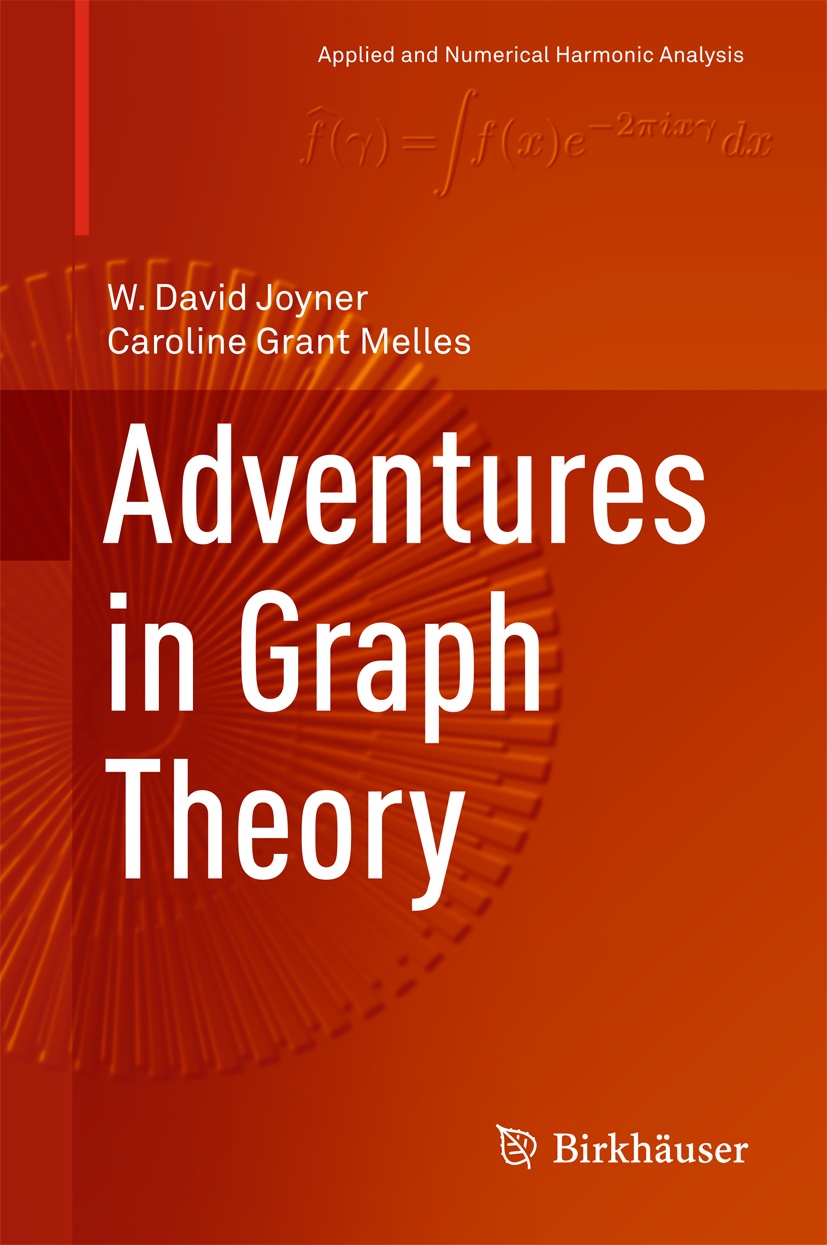 Applied and Numerical Harmonic Analysis
f̂(γ) = ∫ f(x)e^{−2πixγ} dx
W. David Joyner
Caroline Grant Melles
Adventures
in Graph
Theory
Birkhäuser